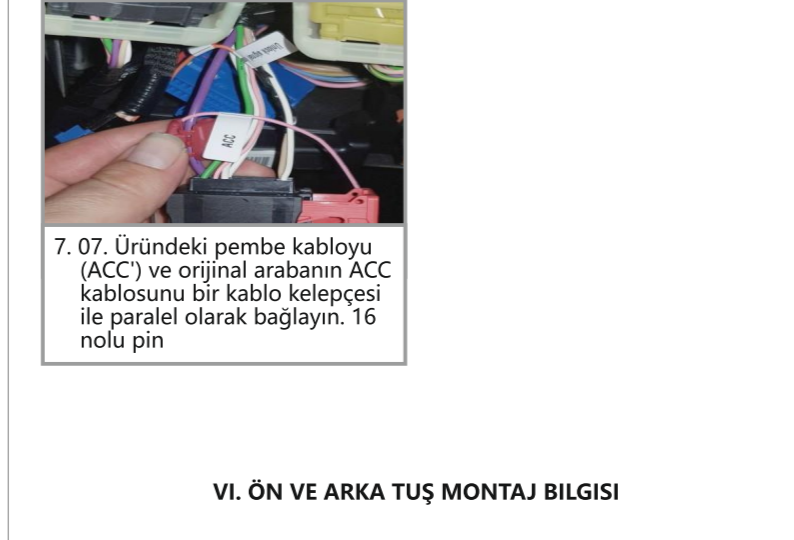 ACC
7. 07. Üründeki pembe kabloyu
(ACC') ve orijinal arabanın ACC
kablosunu bir kablo kelepçesi
ile paralel olarak bağlayın. 16
nolu pin
VI. ÖN VE ARKA TUŞ MONTAJ BILGISI